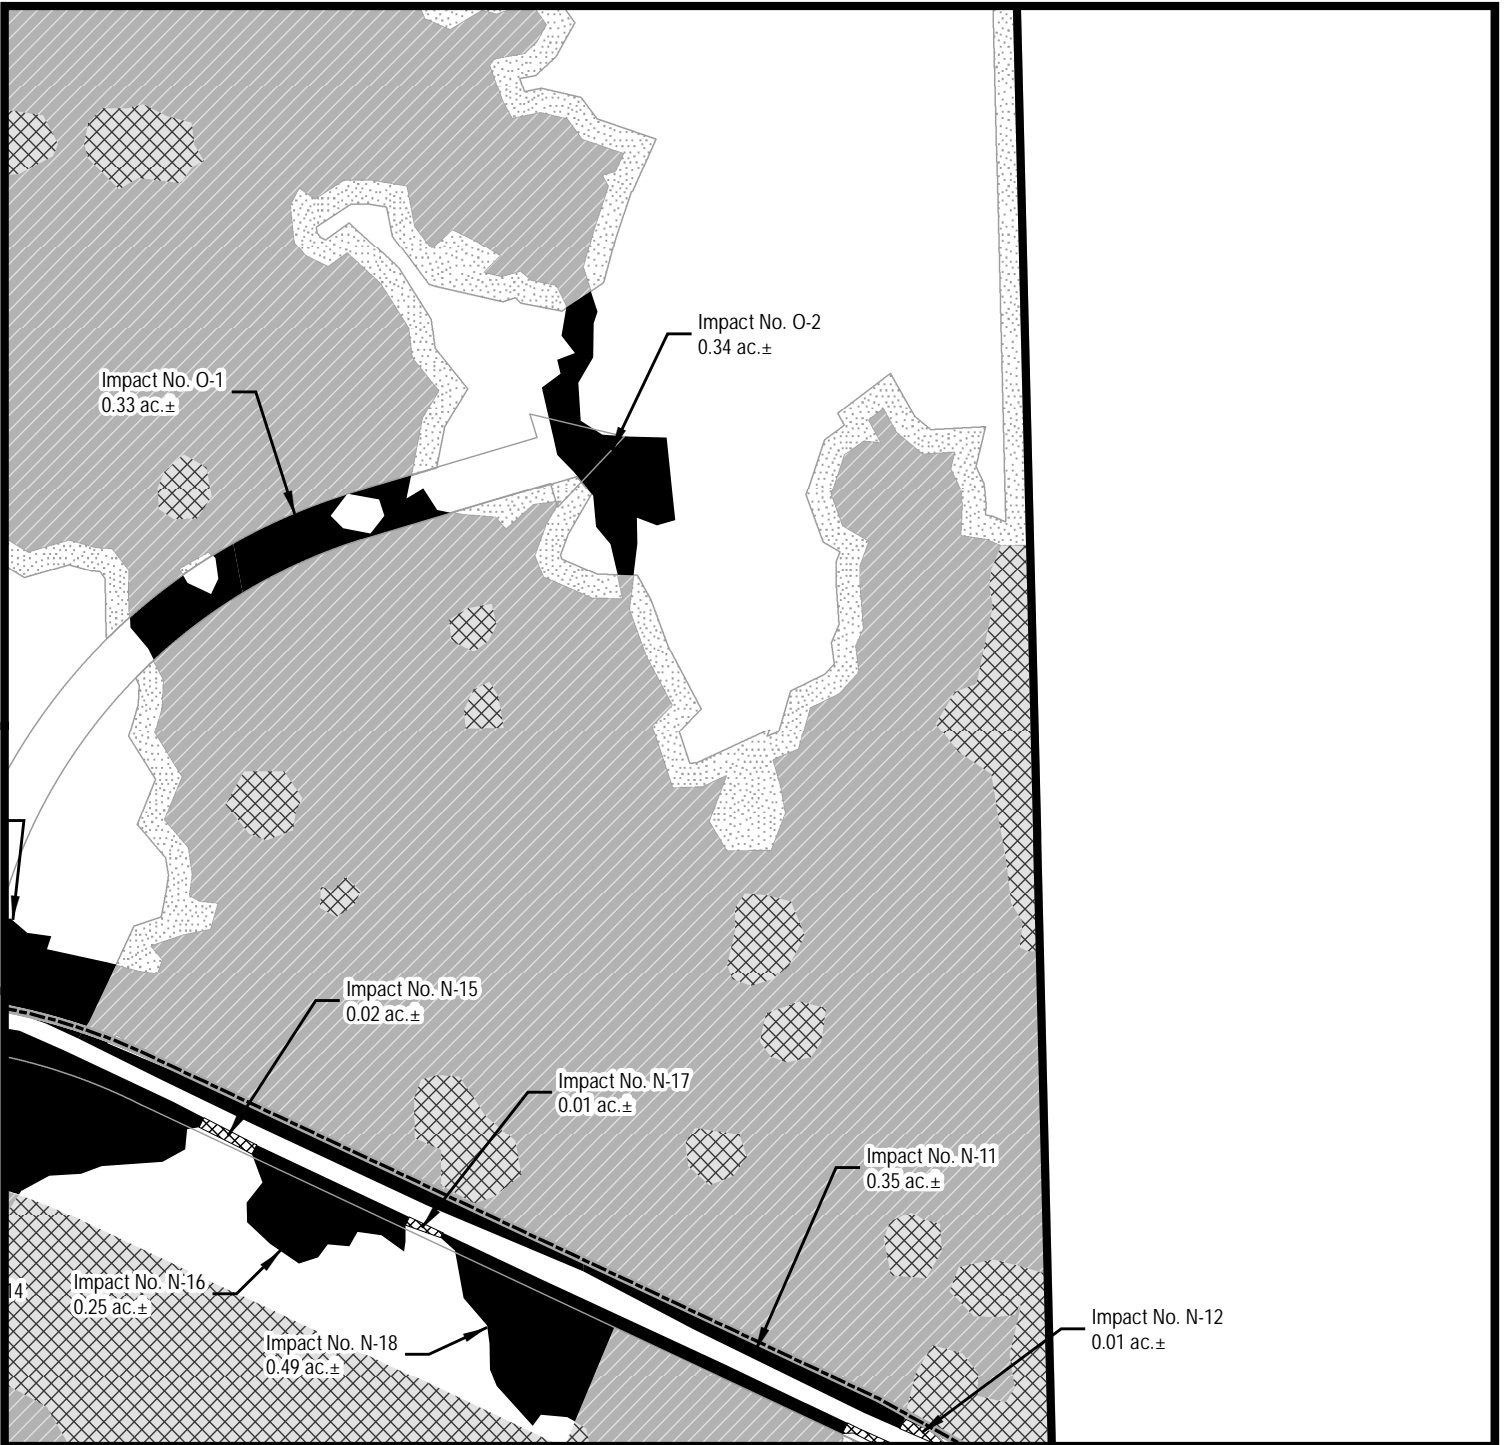 Impact No. O-2
0.34 ac.±
Impact No. O-1
0.33 ac.±
Impact No. N-15
0.02 ac.±
Impact No. N-17
0.01 ac.±
Impact No. N-11
0.35 ac.±
Impact No. N-16
0.25 ac.±
14
Impact No. N-18
0.49 ac.±
Impact No. N-12
0.01 ac.±